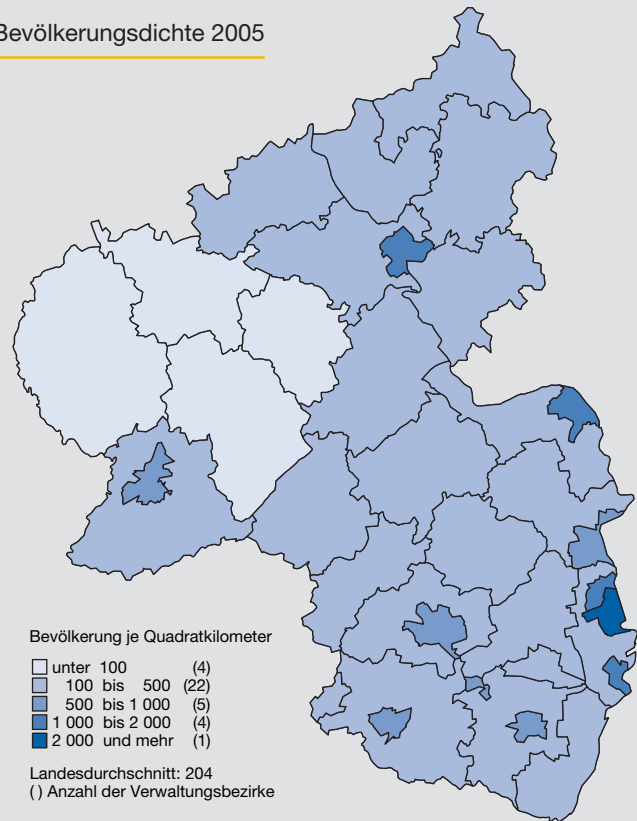 Bevölkerungsdichte 2005
Bevölkerung je Quadratkilometer
unter 100 (4)
100 bis 500 (22)
500 bis 1 000 (5)
1 000 bis 2 000 (4)
2 000 und mehr (1)
Landesdurchschnitt: 204
( ) Anzahl der Verwaltungsbezirke